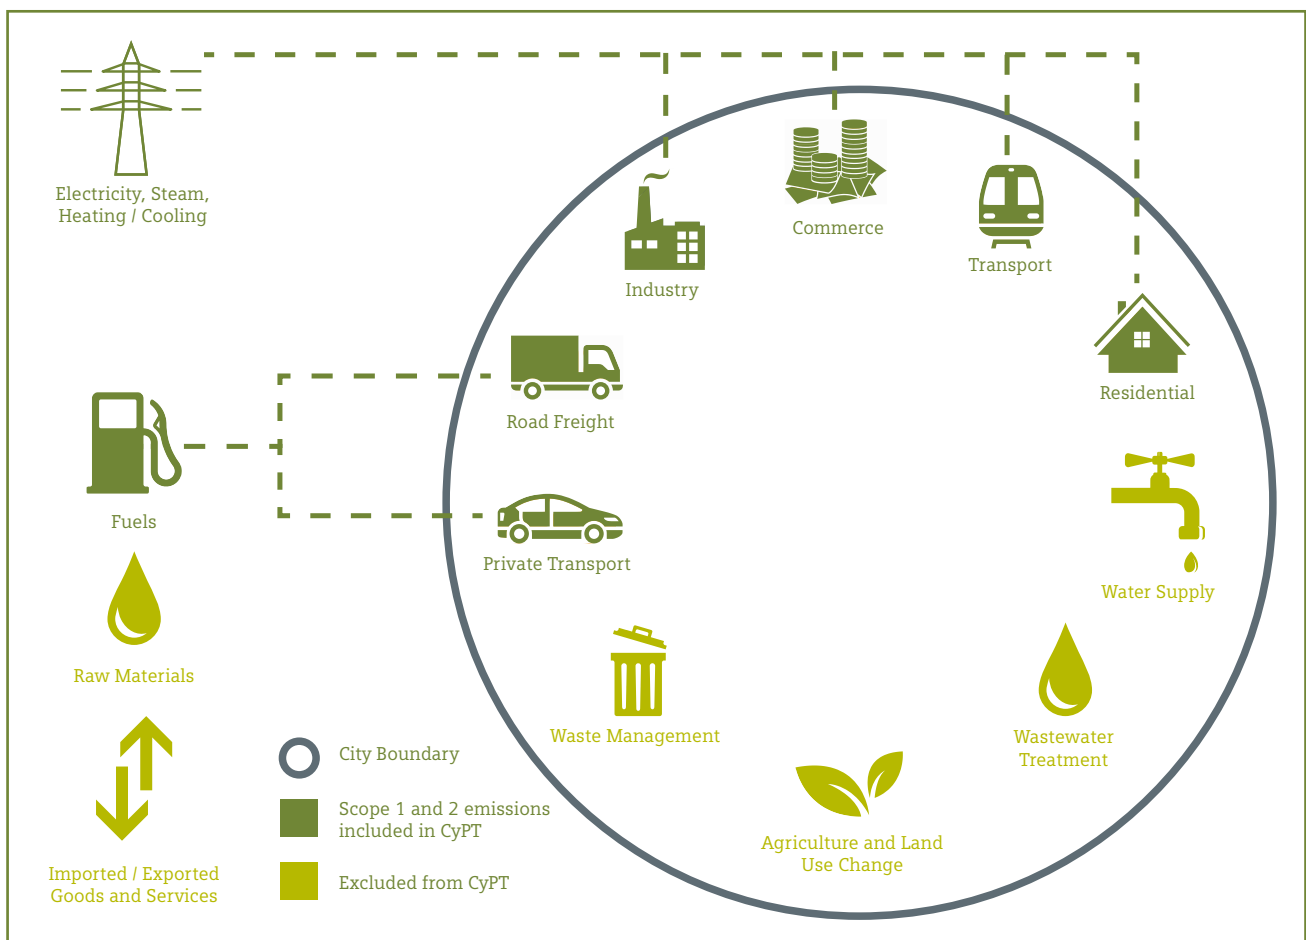 Electricity, Steam,
Heating / Cooling
Industry
Commerce
Transport
Residential
Road Freight
Fuels
Private Transport
Water Supply
Raw Materials
Waste Management
Wastewater
Treatment
City Boundary
Scope 1 and 2 emissions
included in CyPT
Agriculture and Land
Use Change
Imported / Exported
Goods and Services
Excluded from CyPT